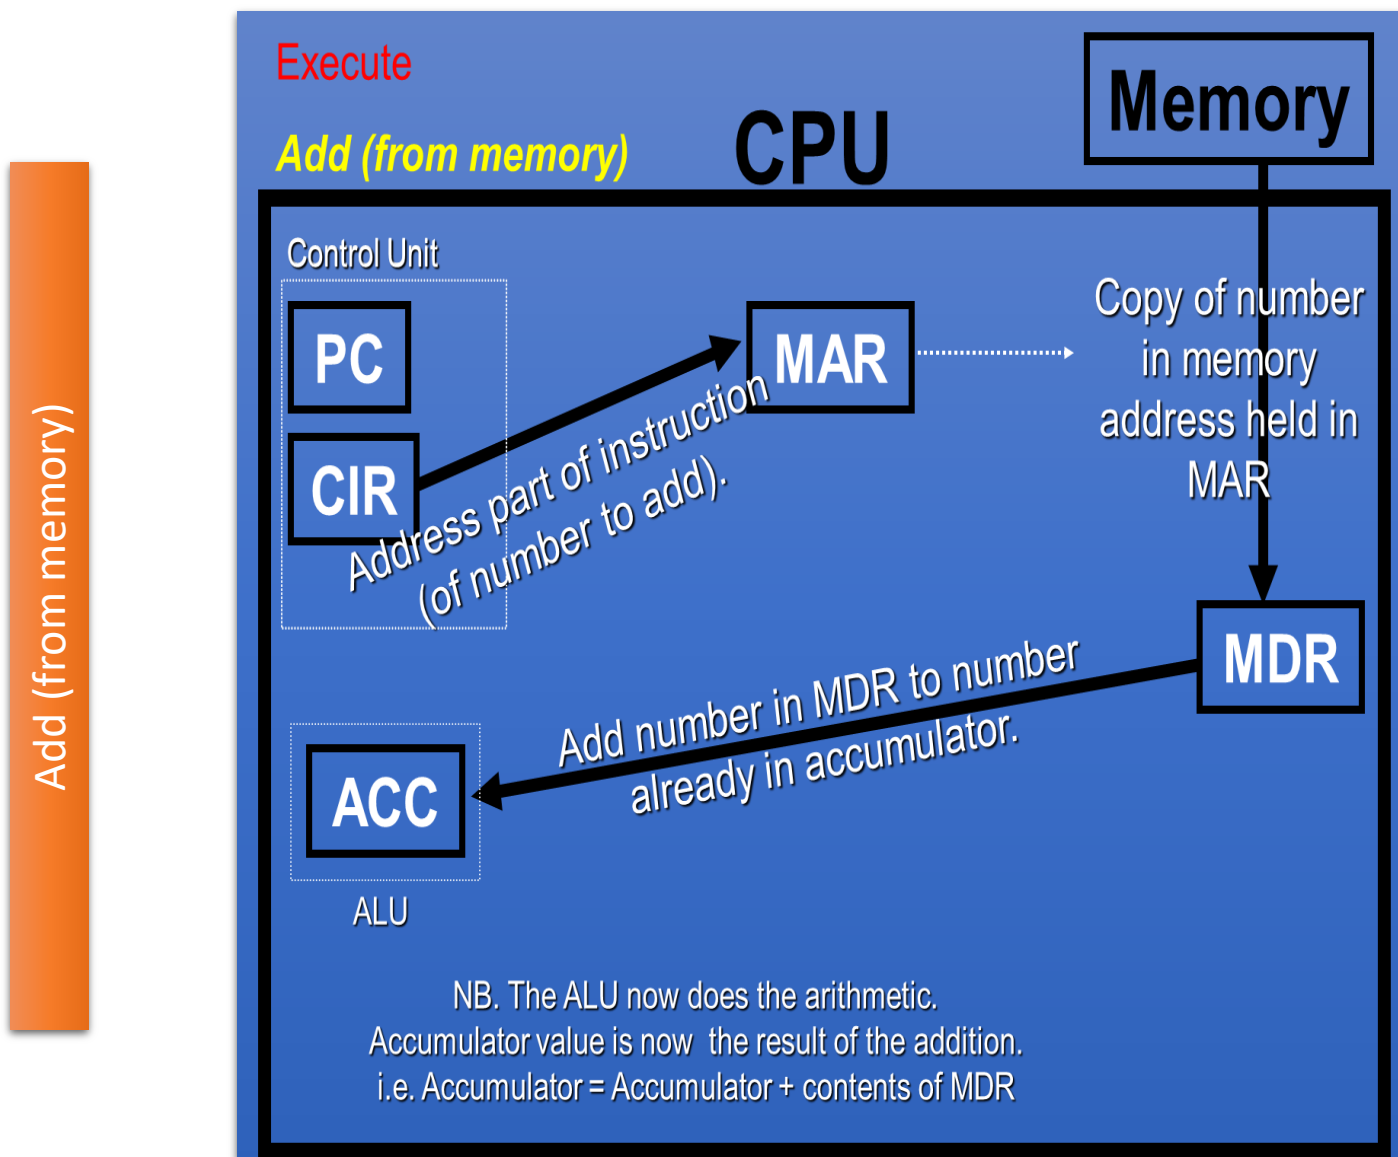 Add (from memory)
Execute
Add (from memory)
CPU
Memory
Control Unit
PC
CIR
MAR
Address part of instruction
(of number to add).
Copy of number
in memory
address held in
MAR
MDR
Add number in MDR to number
already in accumulator.
ACC
ALU
NB. The ALU now does the arithmetic.
Accumulator value is now  the result of the addition.
i.e. Accumulator = Accumulator + contents of MDR